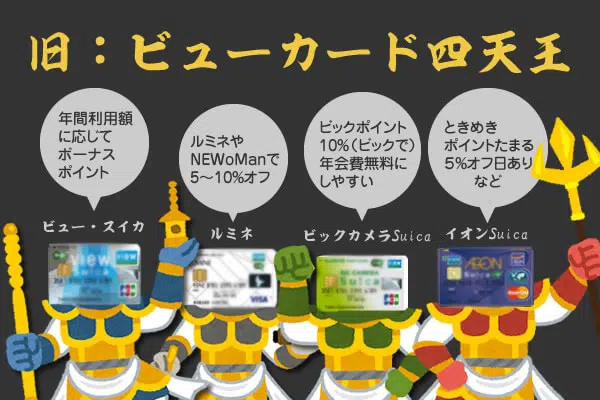 旧：ビューカード四天王
年間利用額
に応じて
ボーナス
ポイント
ルミネや
NEWoManで
5～10%オフ
ビックポイント
10%(ビックで)
年会費無料に
しやすい
ときめき
ポイントたまる
5%オフ日あり
など
ビュー・スイカ
ルミネ
ビックカメラSuica
イオンSuica
view
VIEW
JCB
VISA
Suica
JCB
AEON
MasterCard